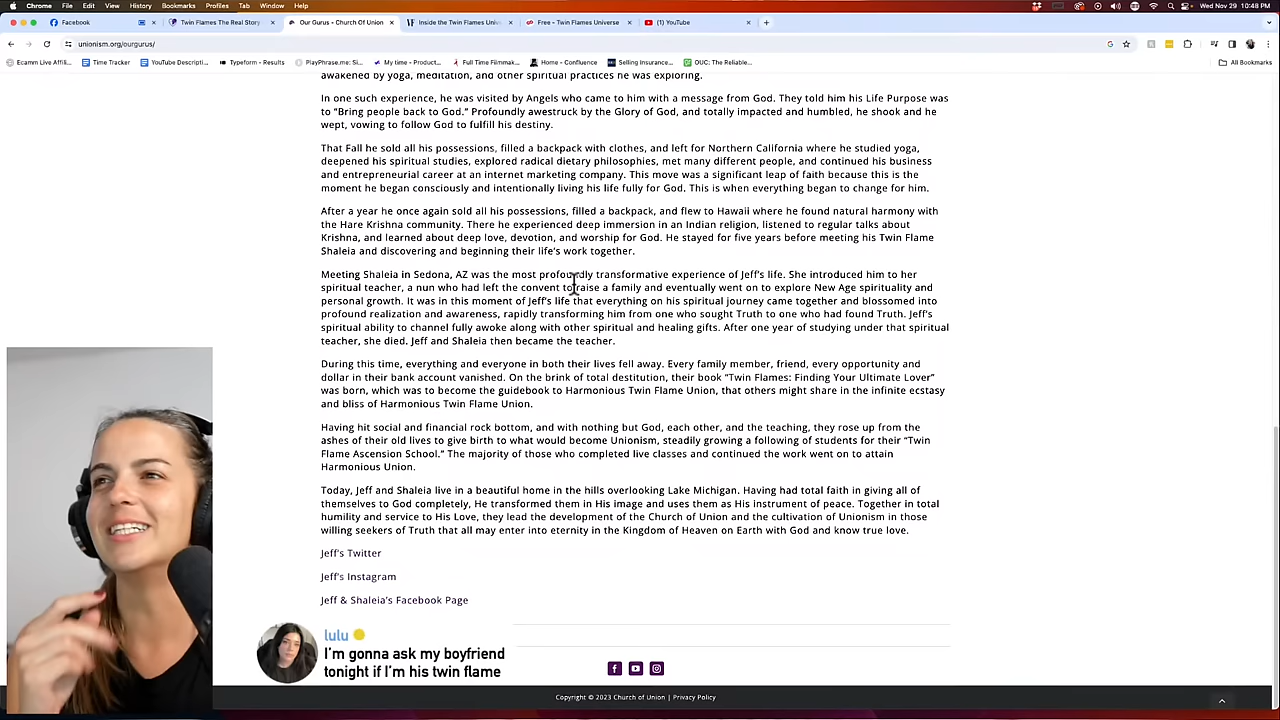 Chrome File Edit View History Bookmarks Profiles Tab Window Help
Wed Nov 29 10:48 PM
Facebook
Twin Flames The Real Story
Our Gurus - Church Of Union
Inside the Twin Flames Univ
Free - Twin Flames Universe
(1) YouTube
unionism.org/ourgurus/
Ecamm Live Affili... Time Tracker YouTube Descripti... Typeform - Results PlayPhrase.me: Si... My time - Product... Full Time Filmmak... Home - Confluence Selling Insurance... OUC: The Reliable... All Bookmarks
awakened by yoga, meditation, and other spiritual practices he was exploring.
In one such experience, he was visited by Angels who came to him with a message from God. They told him his Life Purpose was
to “Bring people back to God.” Profoundly awestruck by the Glory of God, and totally impacted and humbled, he shook and he
wept, vowing to follow God to fulfill his destiny.
That Fall he sold all his possessions, filled a backpack with clothes, and left for Northern California where he studied yoga,
deepened his spiritual studies, explored radical dietary philosophies, met many different people, and continued his business
and entrepreneurial career at an internet marketing company. This move was a significant leap of faith because this is the
moment he began consciously and intentionally living his life fully for God. This is when everything began to change for him.
After a year he once again sold all his possessions, filled a backpack, and flew to Hawaii where he found natural harmony with
the Hare Krishna community. There he experienced deep immersion in an Indian religion, listened to regular talks about
Krishna, and learned about deep love, devotion, and worship for God. He stayed for five years before meeting his Twin Flame
Shaleia and discovering and beginning their life’s work together.
Meeting Shaleia in Sedona, AZ was the most profoundly transformative experience of Jeff’s life. She introduced him to her
spiritual teacher, a nun who had left the convent to raise a family and eventually went on to explore New Age spirituality and
personal growth. It was in this moment of Jeff’s life that everything on his spiritual journey came together and blossomed into
profound realization and awareness, rapidly transforming him from one who sought Truth to one who had found Truth. Jeff’s
spiritual ability to channel fully awoke along with other spiritual and healing gifts. After one year of studying under that spiritual
teacher, she died. Jeff and Shaleia then became the teacher.
During this time, everything and everyone in both their lives fell away. Every family member, friend, every opportunity and
dollar in their bank account vanished. On the brink of total destitution, their book “Twin Flames: Finding Your Ultimate Lover”
was born, which was to become the guidebook to Harmonious Twin Flame Union, that others might share in the infinite ecstasy
and bliss of Harmonious Twin Flame Union.
Having hit social and financial rock bottom, and with nothing but God, each other, and the teaching, they rose up from the
ashes of their old lives to give birth to what would become Unionism, steadily growing a following of students for their “Twin
Flame Ascension School.” The majority of those who completed live classes and continued the work went on to attain
Harmonious Union.
Today, Jeff and Shaleia live in a beautiful home in the hills overlooking Lake Michigan. Having had total faith in giving all of
themselves to God completely, He transformed them in His image and uses them as His instrument of peace. Together in total
humility and service to His Love, they lead the development of the Church of Union and the cultivation of Unionism in those
willing seekers of Truth that all may enter into eternity in the Kingdom of Heaven on Earth with God and know true love.
Jeff’s Twitter
Jeff’s Instagram
Jeff & Shaleia’s Facebook Page
lulu
I’m gonna ask my boyfriend
tonight if I’m his twin flame
Copyright © 2023 Church of Union | Privacy Policy